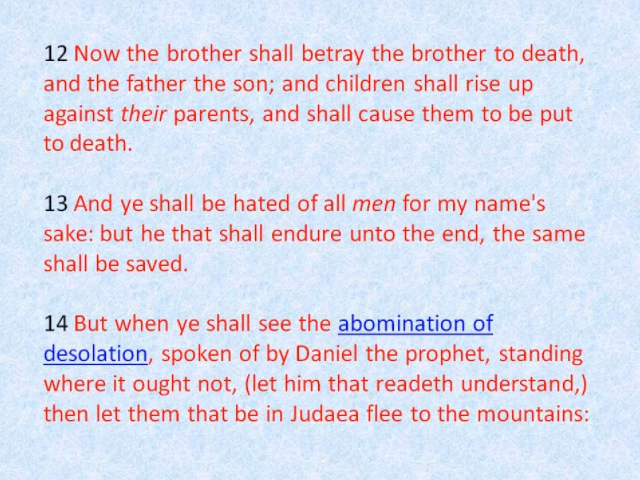 12 Now the brother shall betray the brother to death,
and the father the son; and children shall rise up
against their parents, and shall cause them to be put
to death.
13 And ye shall be hated of all men for my name's
sake: but he that shall endure unto the end, the same
shall be saved.
14 But when ye shall see the abomination of
desolation, spoken of by Daniel the prophet, standing
where it ought not, (let him that readeth understand,)
then let them that be in Judaea flee to the mountains: